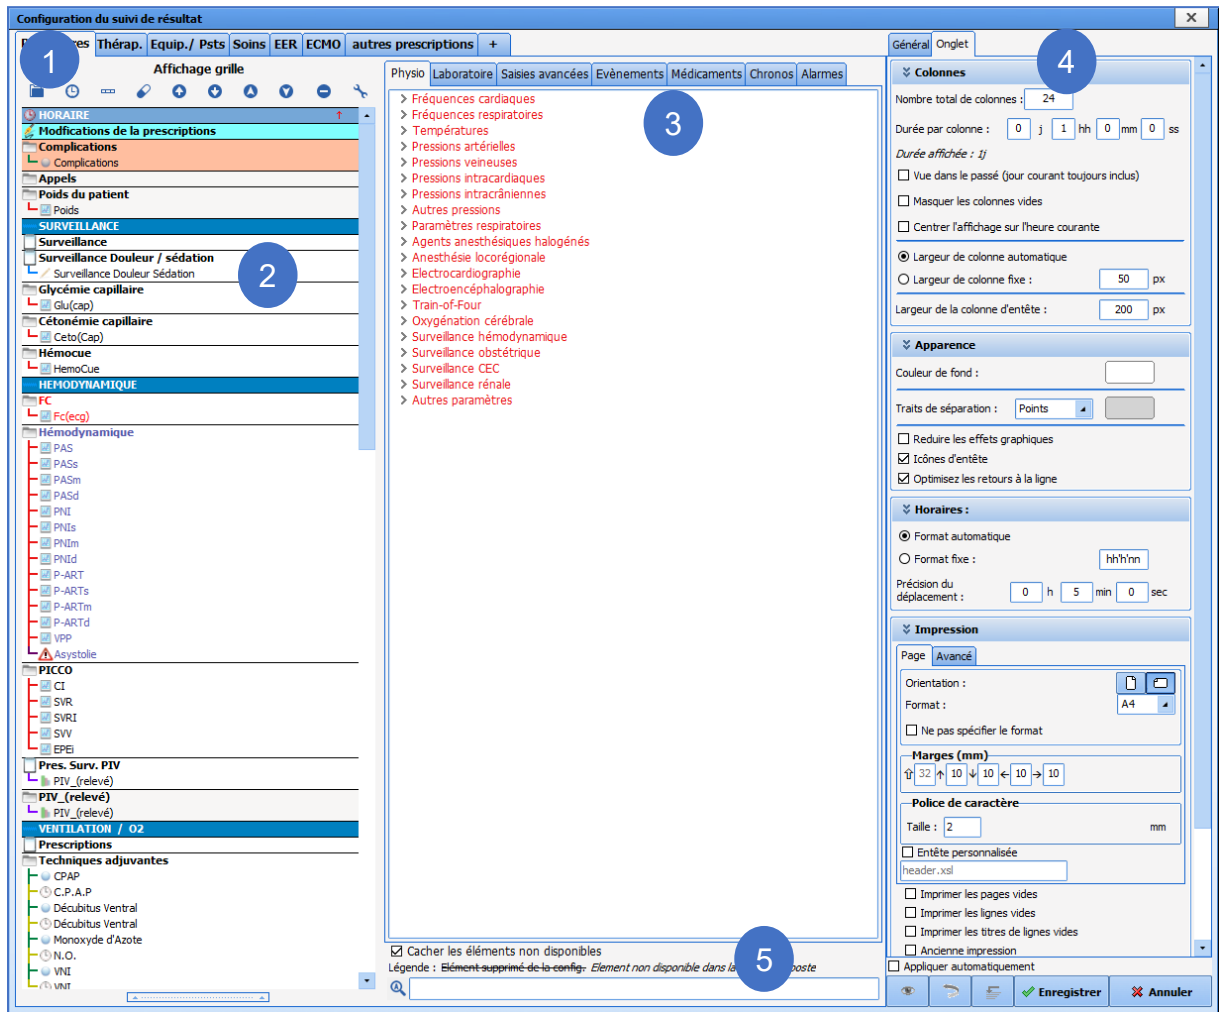 Configuration du suivi de résultat
res Thérap. Equip./ Psts Soins EER ECMO autres prescriptions +
1
Affichage grille
HORAIRE
Modfications de la prescriptions
Complications
Complications
Appels
Poids du patient
Poids
SURVEILLANCE
Surveillance
Surveillance Douleur / sédation
Surveillance Douleur Sédation
2
Glycémie capillaire
Glu(cap)
Cétonémie capillaire
Ceto(Cap)
Hémocue
HemoCue
HEMODYNAMIQUE
FC
Fc(ecg)
Hémodynamique
PAS
PASs
PASm
PASd
PNI
PNIs
PNIm
PNId
P-ART
P-ARTs
P-ARTm
P-ARTd
VPP
Asystolie
PICCO
CI
SVR
SVRI
SVV
EPEi
Pres. Surv. PIV
PIV_(relevé)
PIV_(relevé)
PIV_(relevé)
VENTILATION / O2
Prescriptions
Techniques adjuvantes
CPAP
C.P.A.P
Décubitus Ventral
Décubitus Ventral
Monoxyde d'Azote
N.O.
VNI
VNI
Physio Laboratoire Saisies avancées Evènements Médicaments Chronos Alarmes
3
Fréquences cardiaques
Fréquences respiratoires
Températures
Pressions artérielles
Pressions veineuses
Pressions intracardiaques
Pressions intracrâniennes
Autres pressions
Paramètres respiratoires
Agents anesthésiques halogénés
Anesthésie locorégionale
Electrocardiographie
Electroencéphalographie
Train-of-Four
Oxygénation cérébrale
Surveillance hémodynamique
Surveillance obstétrique
Surveillance CEC
Surveillance rénale
Autres paramètres
Cacher les éléments non disponibles
Légende : Elément supprimé de la config. Element non disponible dans la poste
5
Général Onglet
4
Colonnes
Nombre total de colonnes : 24
Durée par colonne : 0 j 1 hh 0 mm 0 ss
Durée affichée : 1j
Vue dans le passé (jour courant toujours inclus)
Masquer les colonnes vides
Centrer l'affichage sur l'heure courante
Largeur de colonne automatique
Largeur de colonne fixe : 50 px
Largeur de la colonne d'entête : 200 px
Apparence
Couleur de fond :
Traits de séparation : Points
Reduire les effets graphiques
Icônes d'entête
Optimisez les retours à la ligne
Horaires :
Format automatique
Format fixe : hh'h'nn
Précision du
déplacement : 0 h 5 min 0 sec
Impression
Page Avancé
Orientation :
Format : A4
Ne pas spécifier le format
Marges (mm)
32 10 10 10 10
Police de caractère
Taille : 2 mm
Entête personnalisée
header.xsl
Imprimer les pages vides
Imprimer les lignes vides
Imprimer les titres de lignes vides
Ancienne impression
Appliquer automatiquement
Enregistrer Annuler